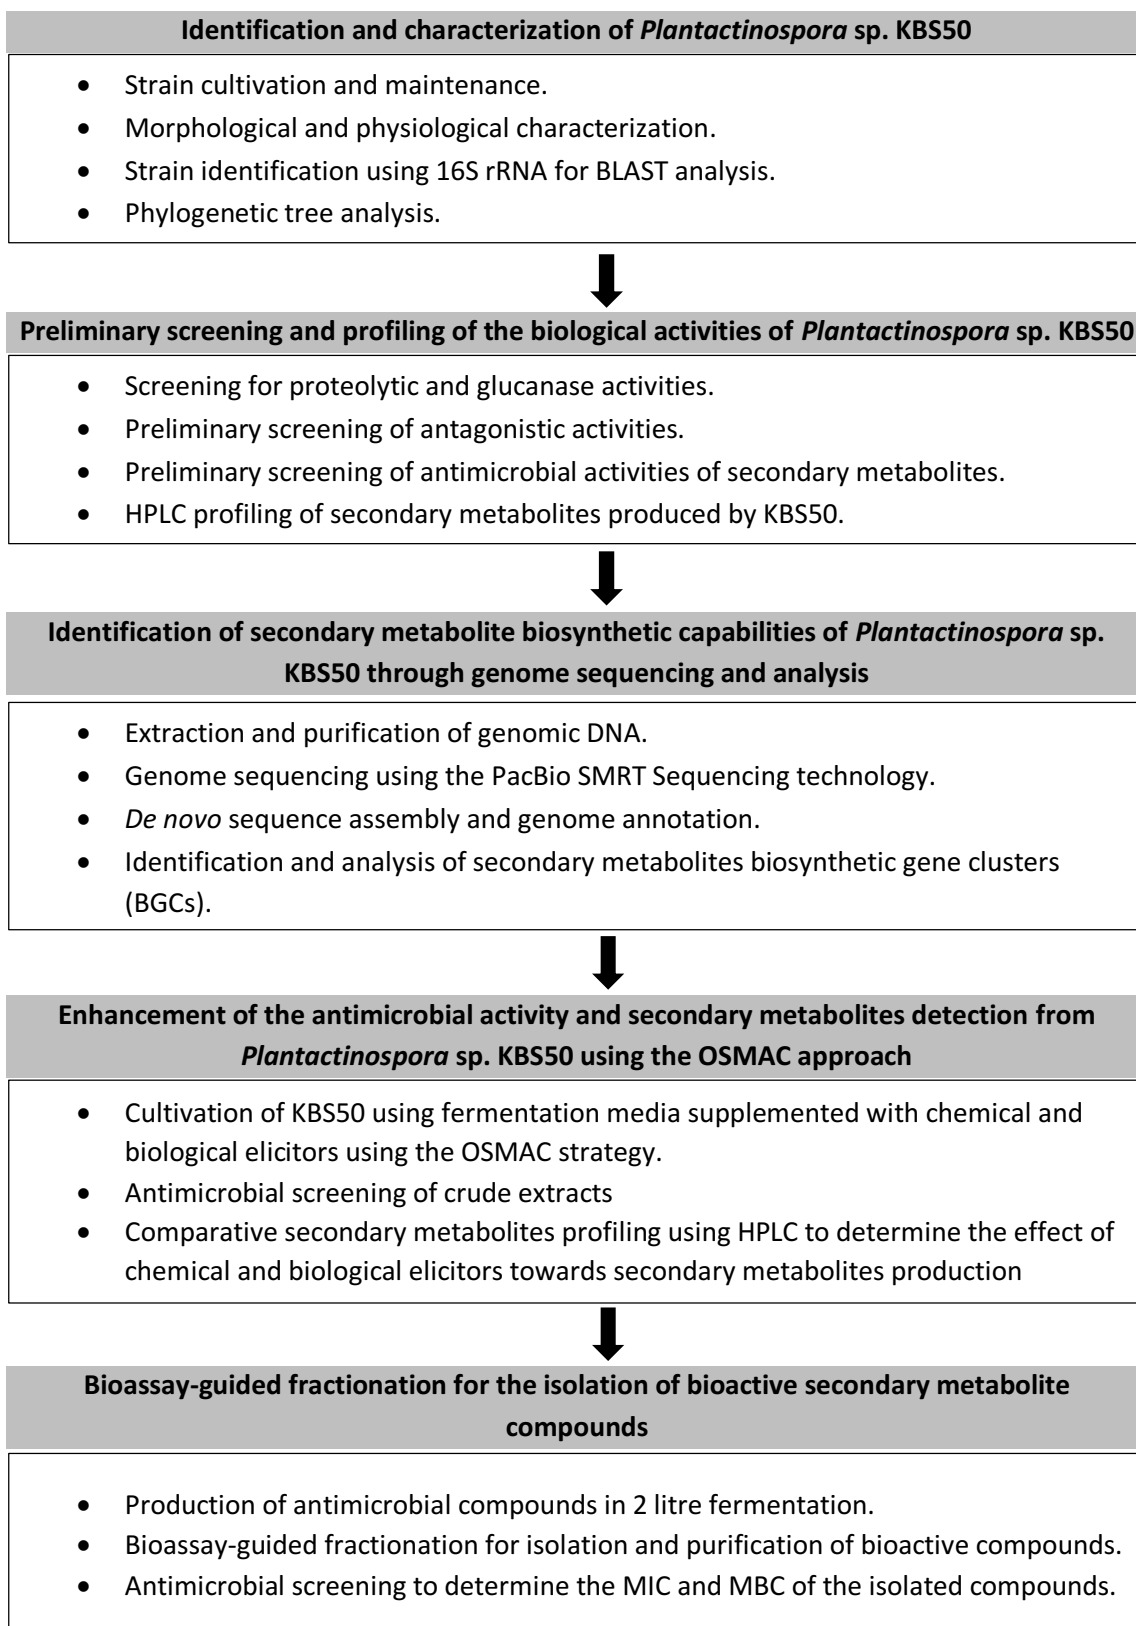 Identification and characterization of Plantactinospora sp. KBS50
• Strain cultivation and maintenance.
• Morphological and physiological characterization.
• Strain identification using 16S rRNA for BLAST analysis.
• Phylogenetic tree analysis.
Preliminary screening and profiling of the biological activities of Plantactinospora sp. KBS50
• Screening for proteolytic and glucanase activities.
• Preliminary screening of antagonistic activities.
• Preliminary screening of antimicrobial activities of secondary metabolites.
• HPLC profiling of secondary metabolites produced by KBS50.
Identification of secondary metabolite biosynthetic capabilities of Plantactinospora sp.
KBS50 through genome sequencing and analysis
• Extraction and purification of genomic DNA.
• Genome sequencing using the PacBio SMRT Sequencing technology.
• De novo sequence assembly and genome annotation.
• Identification and analysis of secondary metabolites biosynthetic gene clusters
(BGCs).
Enhancement of the antimicrobial activity and secondary metabolites detection from
Plantactinospora sp. KBS50 using the OSMAC approach
• Cultivation of KBS50 using fermentation media supplemented with chemical and
biological elicitors using the OSMAC strategy.
• Antimicrobial screening of crude extracts
• Comparative secondary metabolites profiling using HPLC to determine the effect of
chemical and biological elicitors towards secondary metabolites production
Bioassay-guided fractionation for the isolation of bioactive secondary metabolite
compounds
• Production of antimicrobial compounds in 2 litre fermentation.
• Bioassay-guided fractionation for isolation and purification of bioactive compounds.
• Antimicrobial screening to determine the MIC and MBC of the isolated compounds.